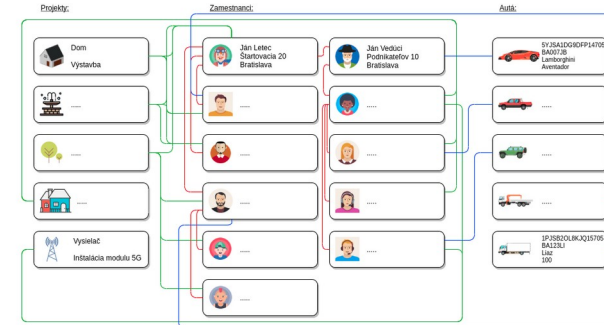 Projekty:
Zamestnanci:
Autá:
Dom
Výstavba
Ján Letec
Štartovacia 20
Bratislava
Ján Vedúci
Podnikateľov 10
Bratislava
5YJSA1DG9DFP14705
BA007JB
Lamborghini
Aventador
.....
.....
.....
.....
.....
.....
.....
.....
.....
.....
.....
.....
.....
.....
Vysielač
Inštalácia modulu 5G
.....
.....
1PJSB2OL8KJQ15705
BA123LI
Liaz
100
.....